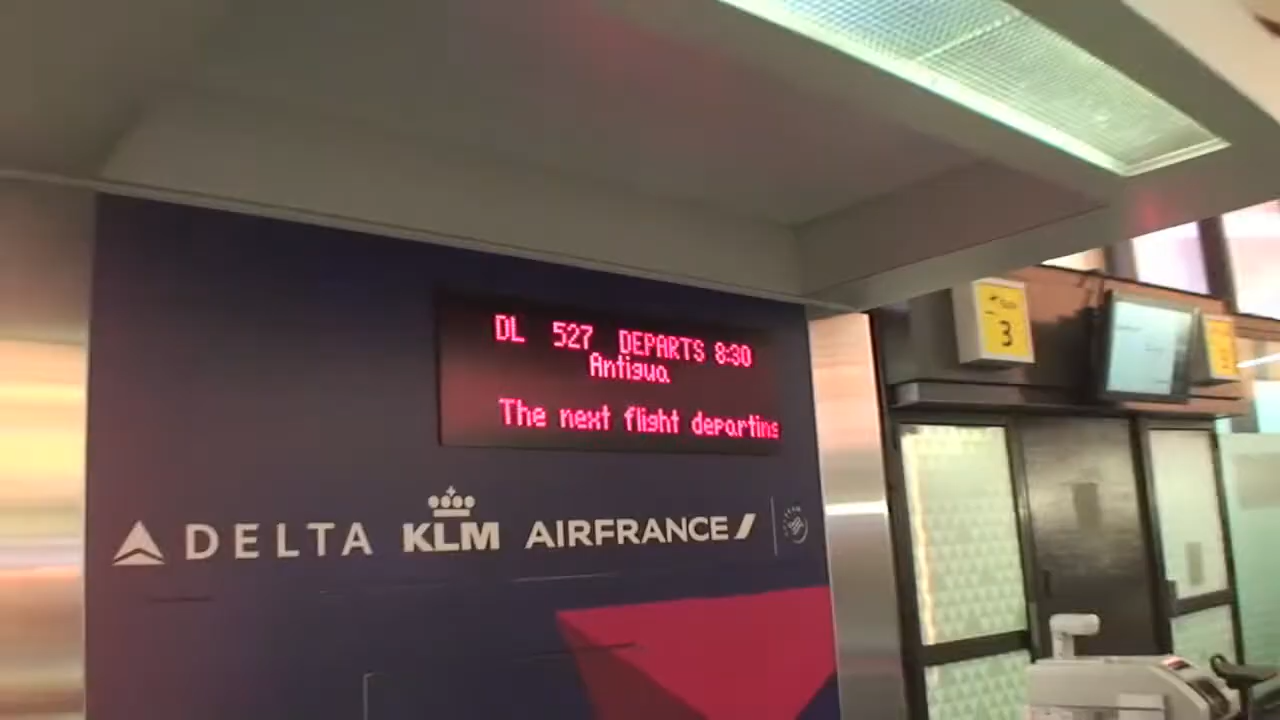 DL 527 DEPARTS 8:30
Antigua
The next flight departing
DELTA KLM AIRFRANCE
3